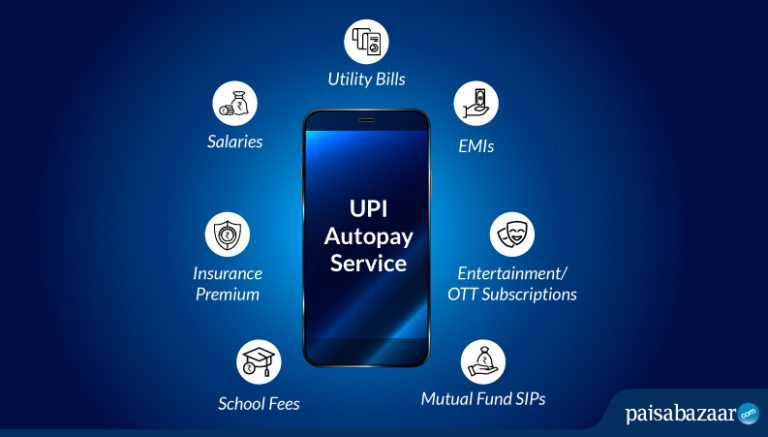 Utility Bills
Salaries
EMIs
UPI
Autopay
Service
Insurance
Premium
Entertainment/
OTT Subscriptions
School Fees
Mutual Fund SIPs
paisabazaar.com